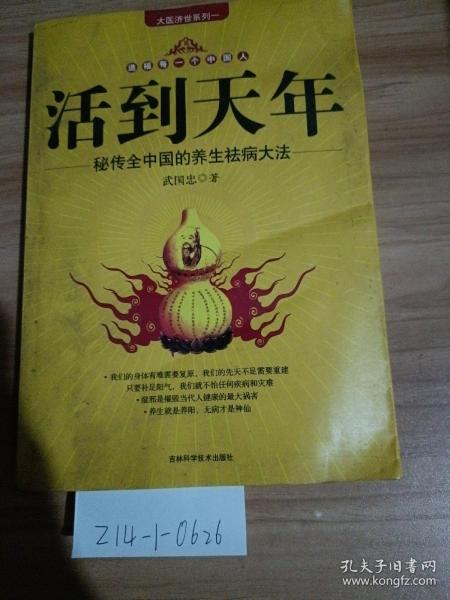 大医济世系列一
造福每一个中国人
活到天年
秘传全中国的养生祛病大法
武国忠◎著
·我们的身体有难需要复原，我们的先天不足需要重建
只要补足阳气，我们就不怕任何疾病和灾难
·湿邪是摧毁当代人健康的最大祸害
·养生就是养阳，无病才是神仙
吉林科学技术出版社
Z14-1-0626
孔夫子旧书网
www.kongfz.com